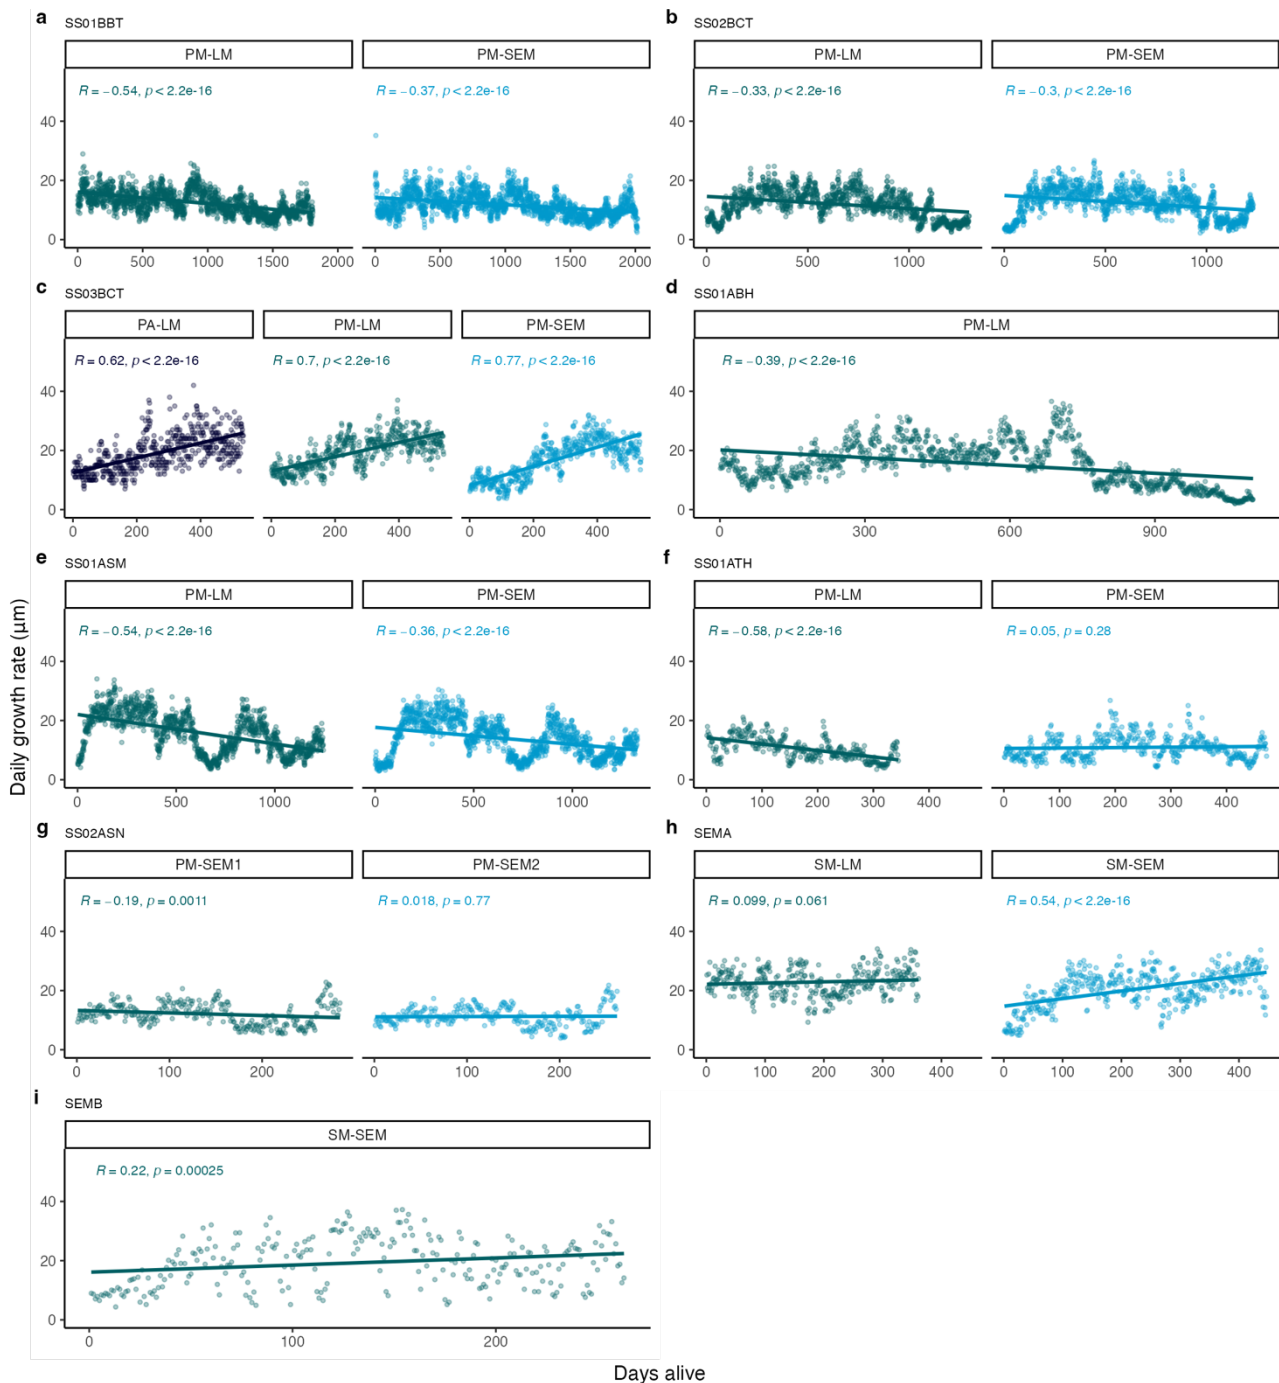 a SS01BBT
PM-LM PM-SEM
R = −0.54, p < 2.2e-16 R = −0.37, p < 2.2e-16
40
20
0
0 500 1000 1500 2000 0 500 1000 1500 2000
b SS02BCT
PM-LM PM-SEM
R = −0.33, p < 2.2e-16 R = −0.3, p < 2.2e-16
40
20
0
0 500 1000 0 500 1000
c SS03BCT
PA-LM PM-LM PM-SEM
R = 0.62, p < 2.2e-16 R = 0.7, p < 2.2e-16 R = 0.77, p < 2.2e-16
40
20
0
0 200 400 0 200 400 0 200 400
d SS01ABH
PM-LM
R = −0.39, p < 2.2e-16
40
20
0
0 300 600 900
e SS01ASM
PM-LM PM-SEM
R = −0.54, p < 2.2e-16 R = −0.36, p < 2.2e-16
40
20
0
0 500 1000 0 500 1000
f SS01ATH
PM-LM PM-SEM
R = −0.58, p < 2.2e-16 R = 0.05, p = 0.28
40
20
0
0 100 200 300 400 0 100 200 300 400
g SS02ASN
PM-SEM1 PM-SEM2
R = −0.19, p = 0.0011 R = 0.018, p = 0.77
40
20
0
0 100 200 0 100 200
h SEMA
SM-LM SM-SEM
R = 0.099, p = 0.061 R = 0.54, p < 2.2e-16
40
20
0
0 100 200 300 400 0 100 200 300 400
i SEMB
SM-SEM
R = 0.22, p = 0.00025
40
20
0
0 100 200
Daily growth rate (µm)
Days alive